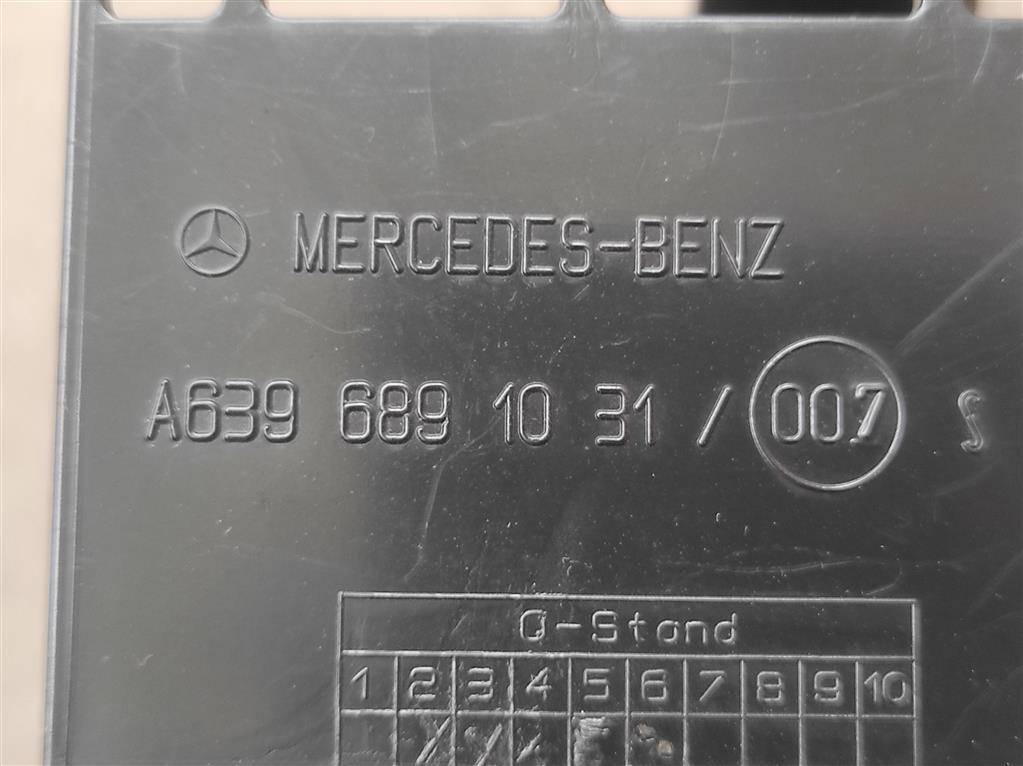 MERCEDES-BENZ
A639 689 10 31 / 007
Q-Stand
1 2 3 4 5 6 7 8 9 10